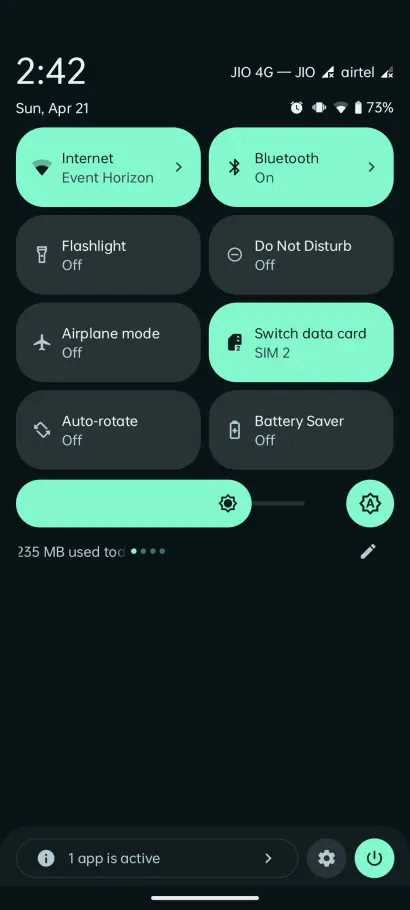 2:42
JIO 4G — JIO airtel
Sun, Apr 21
73%
Internet
Event Horizon
Bluetooth
On
Flashlight
Off
Do Not Disturb
Off
Airplane mode
Off
Switch data card
SIM 2
Auto-rotate
Off
Battery Saver
Off
A
235 MB used tod
1 app is active